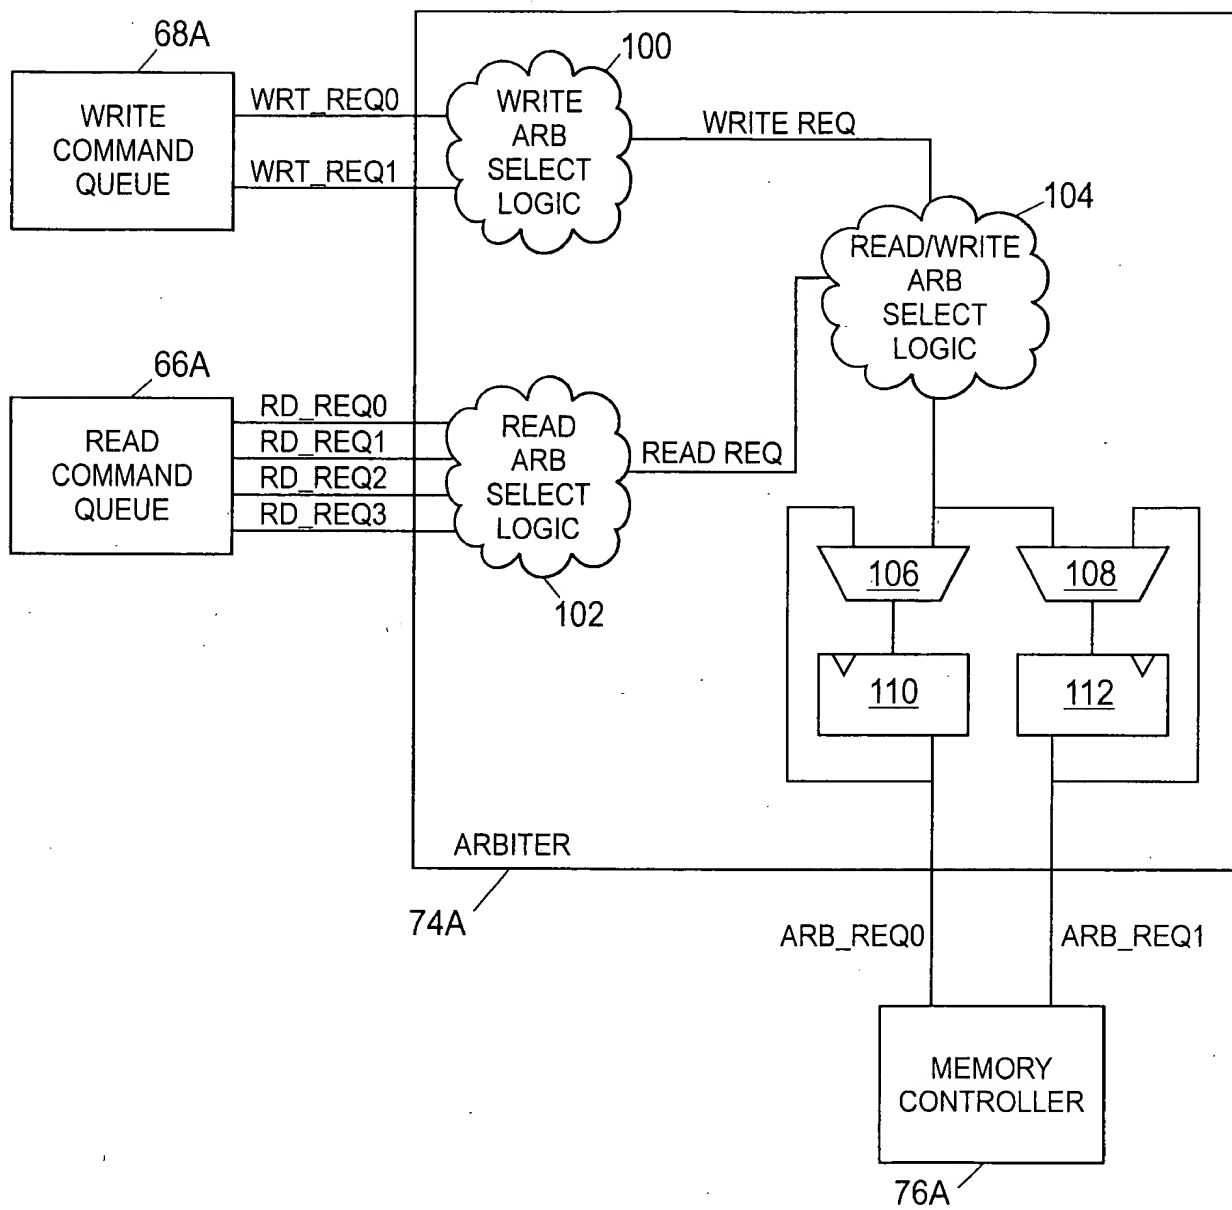 68A
WRITE
COMMAND
QUEUE
WRT_REQ0
WRT_REQ1
100
WRITE
ARB
SELECT
LOGIC
WRITE REQ
104
READ/WRITE
ARB
SELECT
LOGIC
66A
READ
COMMAND
QUEUE
RD_REQ0
RD_REQ1
RD_REQ2
RD_REQ3
READ
ARB
SELECT
LOGIC
102
READ REQ
106
108
110
112
ARBITER
74A
ARB_REQ0
ARB_REQ1
MEMORY
CONTROLLER
76A